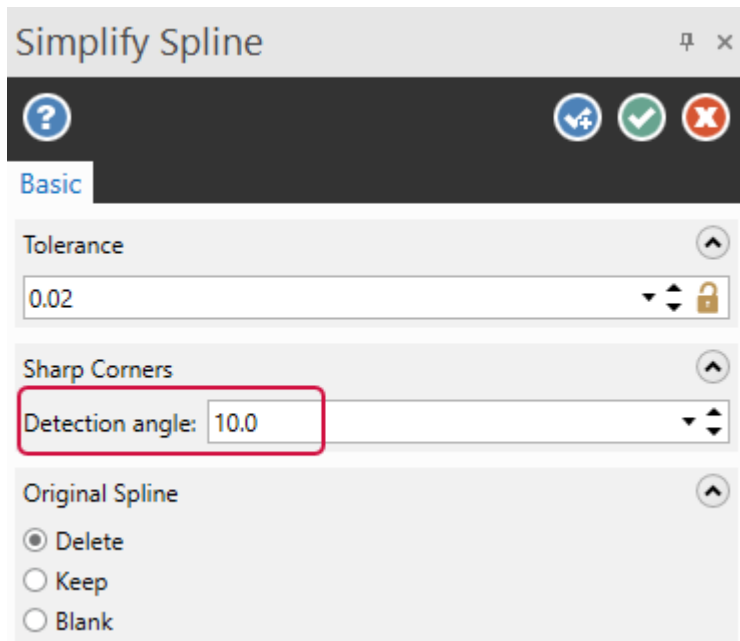 Simplify Spline
Basic
Tolerance
0.02
Sharp Corners
Detection angle: 10.0
Original Spline
Delete
Keep
Blank